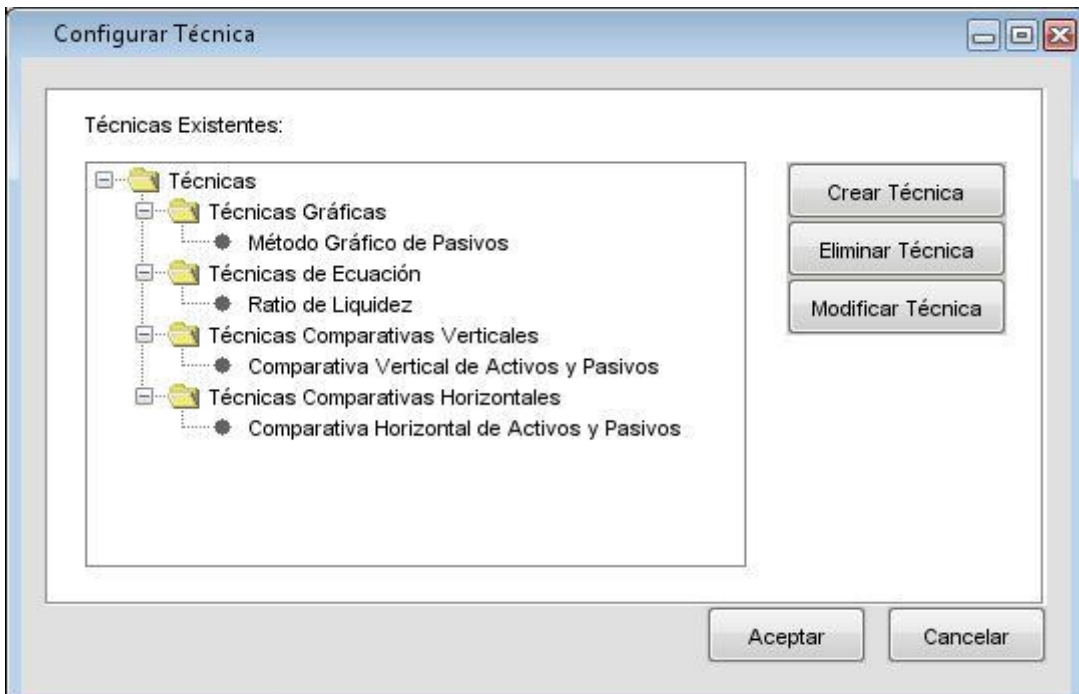 Configurar Técnica
Técnicas Existentes:
Técnicas
Técnicas Gráficas
Método Gráfico de Pasivos
Técnicas de Ecuación
Ratio de Liquidez
Técnicas Comparativas Verticales
Comparativa Vertical de Activos y Pasivos
Técnicas Comparativas Horizontales
Comparativa Horizontal de Activos y Pasivos
Crear Técnica
Eliminar Técnica
Modificar Técnica
Aceptar
Cancelar